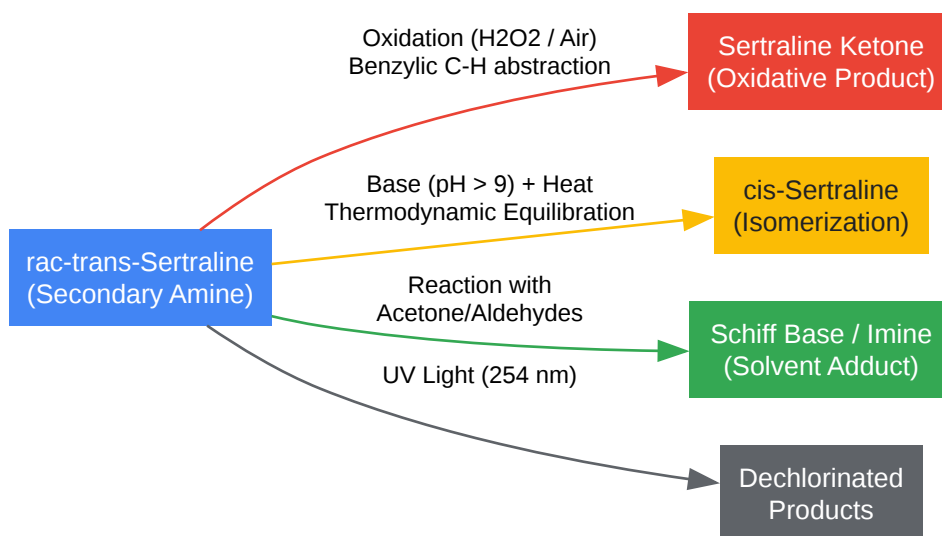 Oxidation (H2O2 / Air)
Benzylic C-H abstraction
Sertraline Ketone
(Oxidative Product)
Base (pH > 9) + Heat
Thermodynamic Equilibration
cis-Sertraline
(Isomerization)
rac-trans-Sertraline
(Secondary Amine)
Reaction with
Acetone/Aldehydes
Schiff Base / Imine
(Solvent Adduct)
UV Light (254 nm)
Dechlorinated
Products